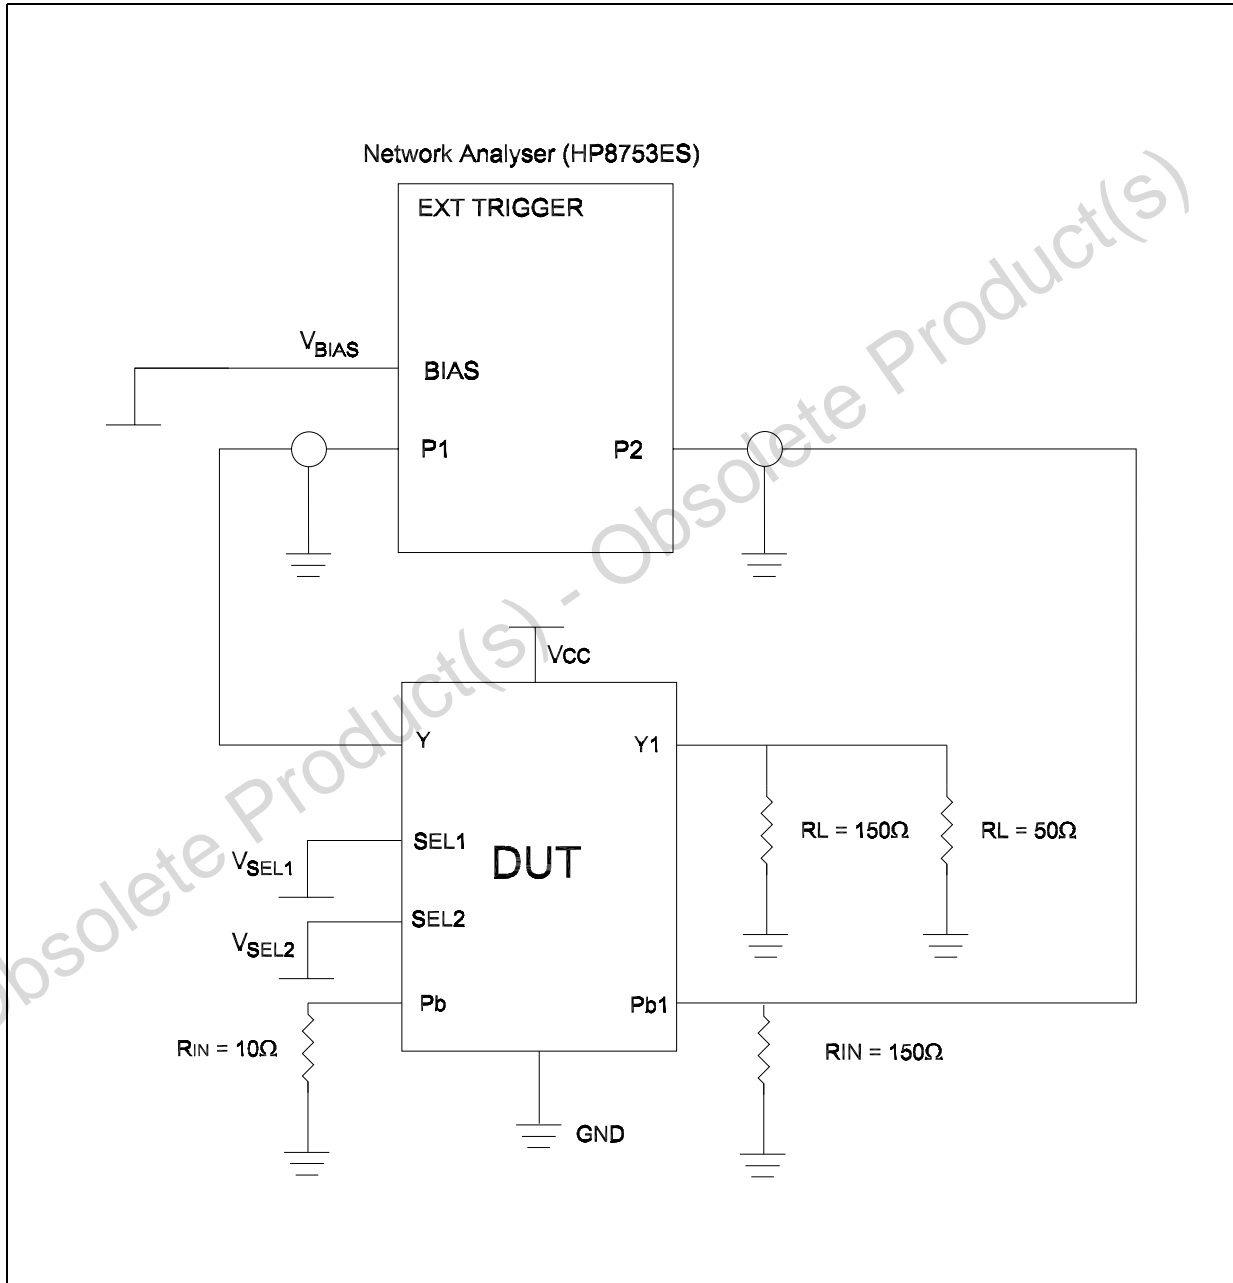 Network Analyser (HP8753ES)
EXT TRIGGER
VBIAS
BIAS
P1
P2
VCC
Y
Y1
SEL1
VSEL1
DUT
RL = 150Ω
RL = 50Ω
SEL2
VSEL2
Pb
Pb1
RIN = 10Ω
RIN = 150Ω
GND
Obsolete Product(s) - Obsolete Product(s)